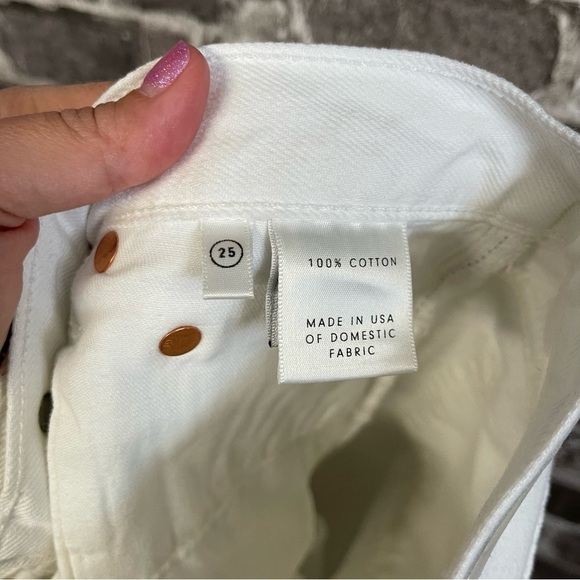 25
100% COTTON
MADE IN USA
OF DOMESTIC
FABRIC